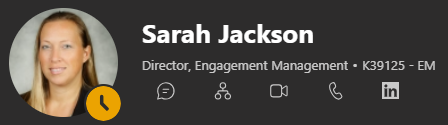 Sarah Jackson
Director, Engagement Management • K39125 - EM
in